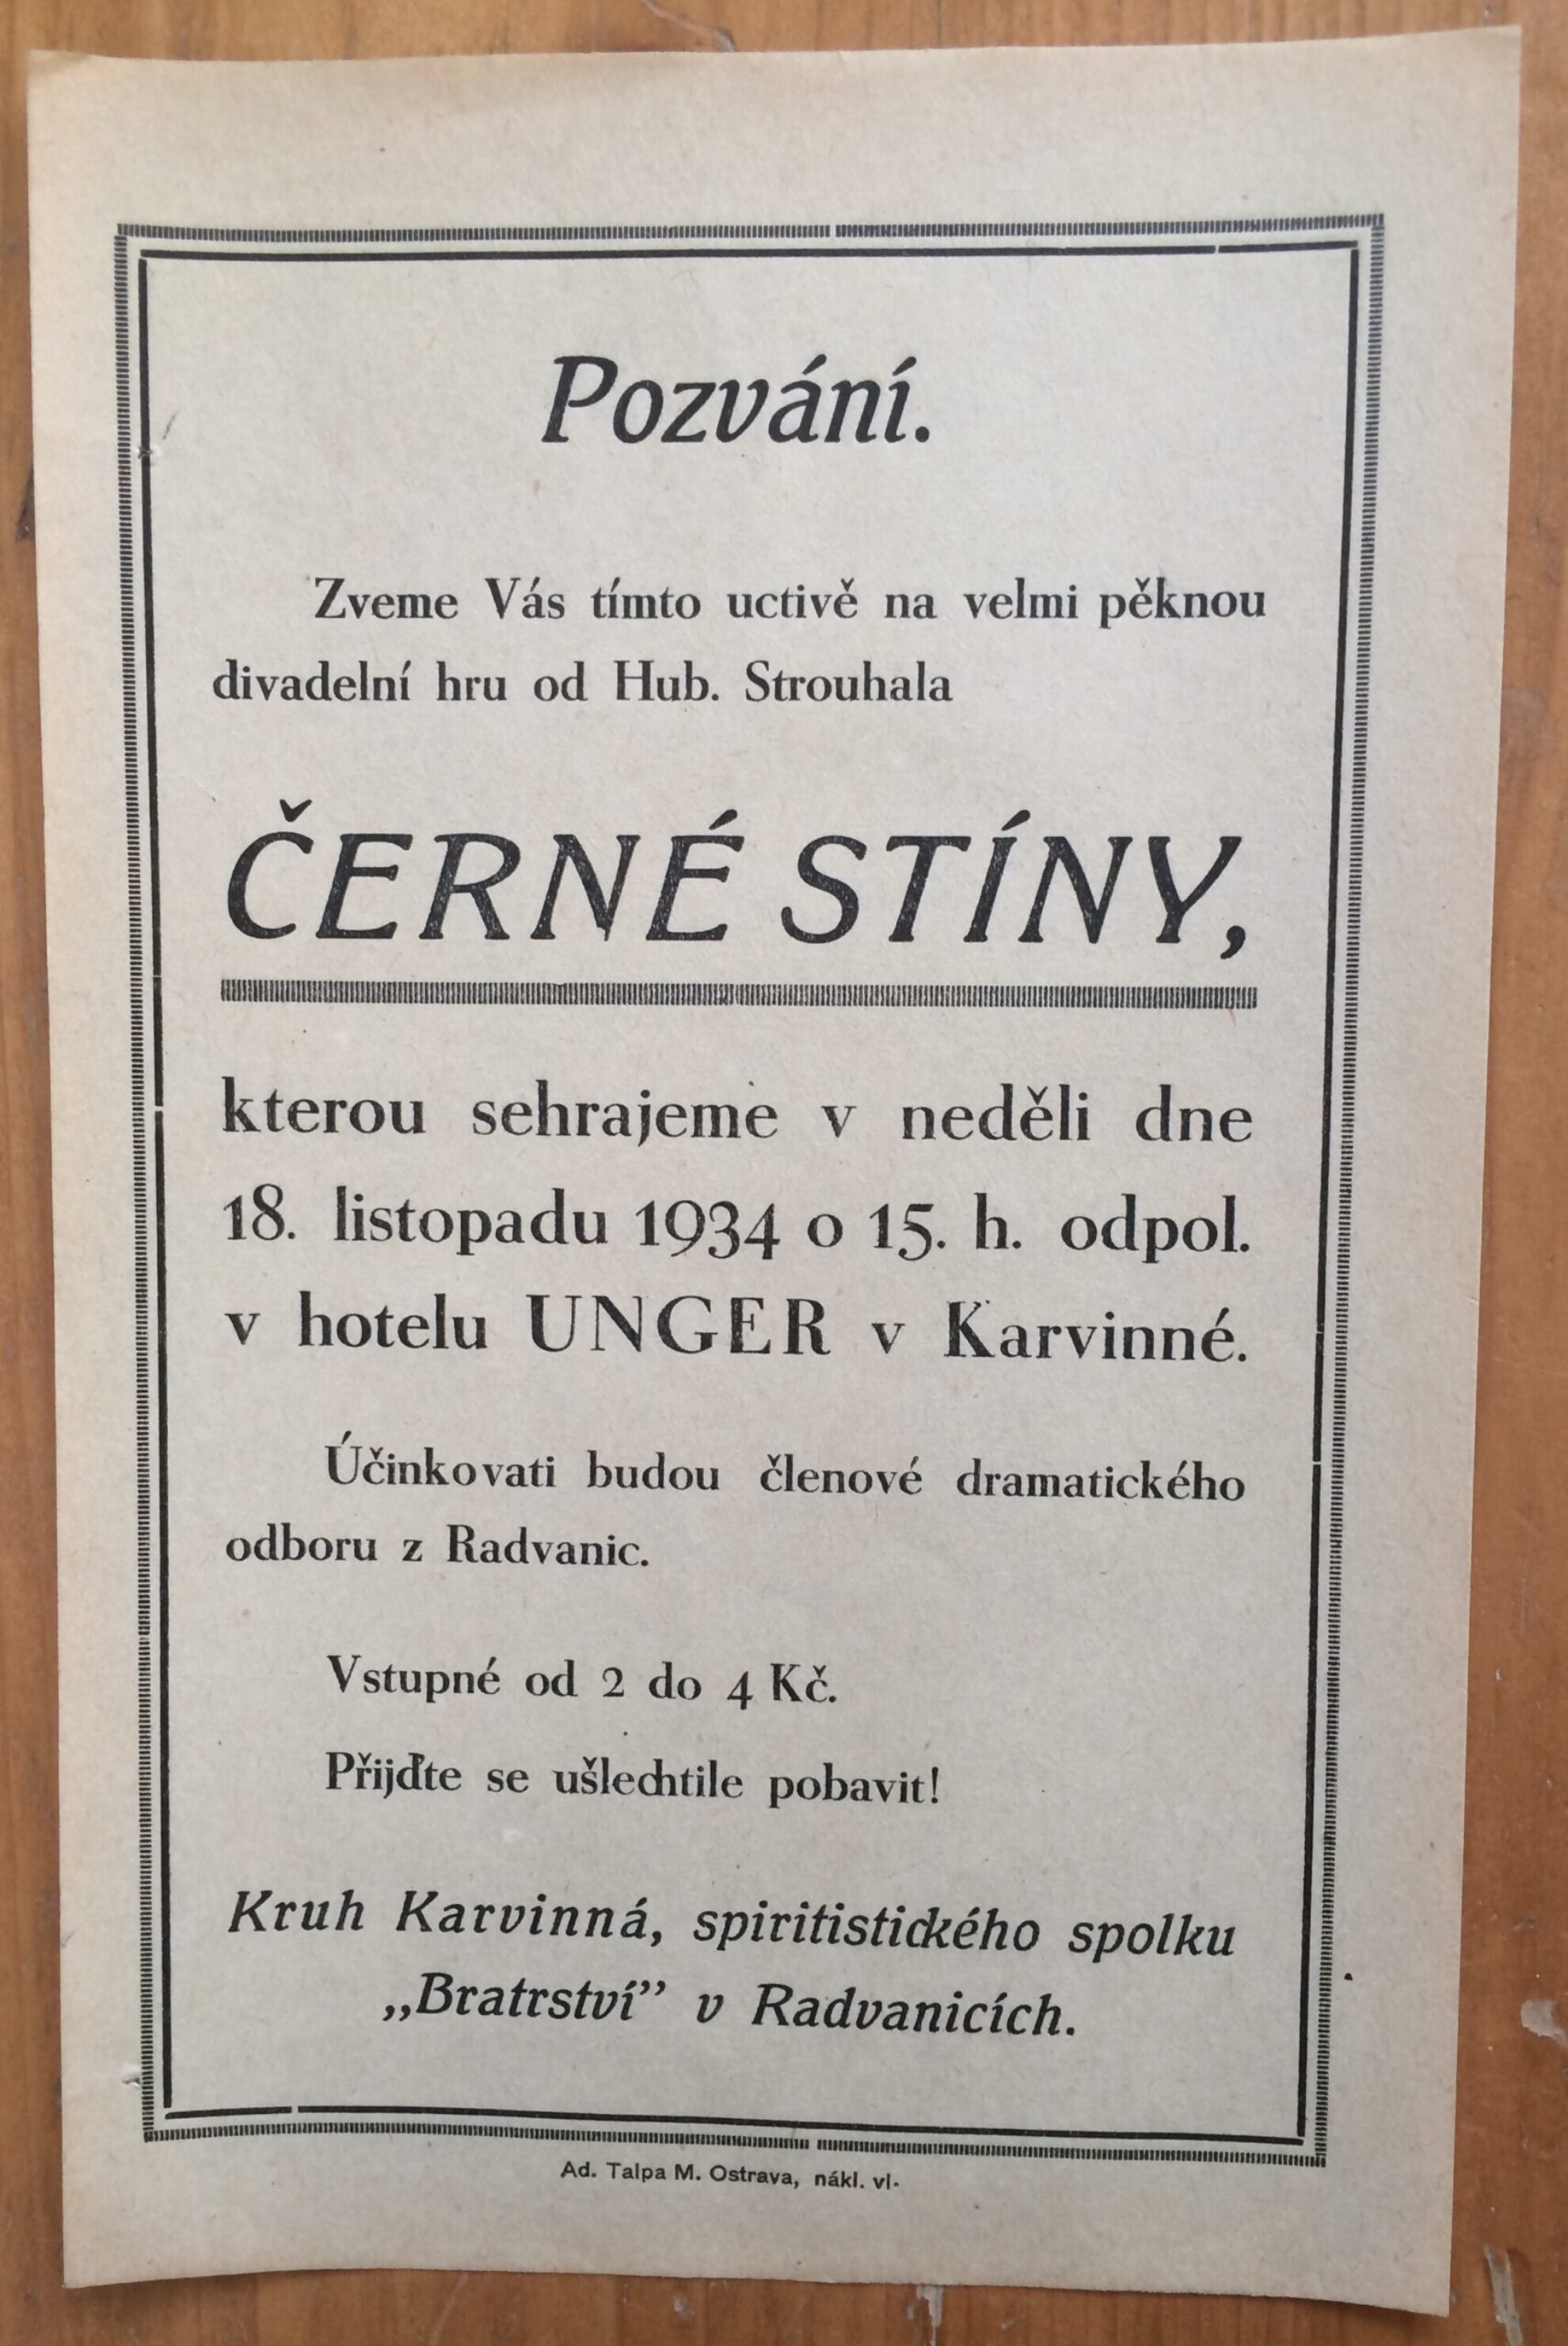 Pozvání.
Zveme Vás tímto uctivě na velmi pěknou
divadelní hru od Hub. Strouhala
ČERNÉ STÍNY,
kterou sehrajeme v neděli dne
18. listopadu 1934 o 15. h. odpol.
v hotelu UNGER v Karvinné.
Účinkovati budou členové dramatického
odboru z Radvanic.
Vstupné od 2 do 4 Kč.
Přijďte se ušlechtile pobavit!
Kruh Karvinná, spiritistického spolku
„Bratrství” v Radvanicích.
Ad. Talpa M. Ostrava, nákl. vl.